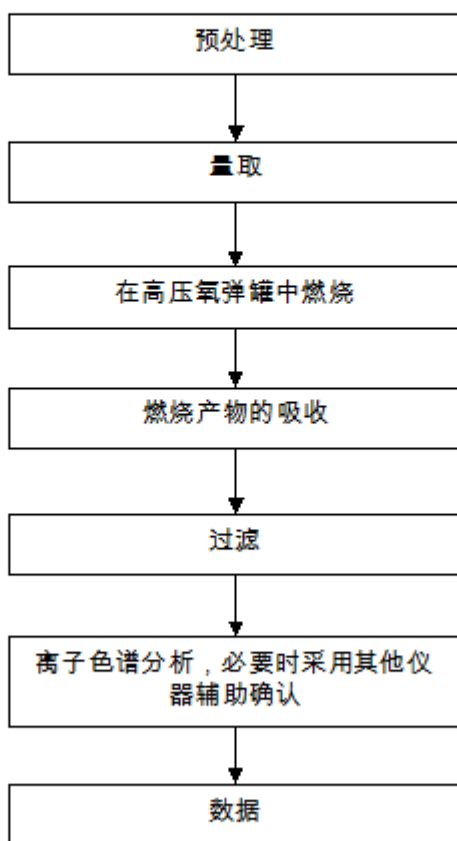 预处理
量取
在高压氧弹罐中燃烧
燃烧产物的吸收
过滤
离子色谱分析，必要时采用其他仪
器辅助确认
数据